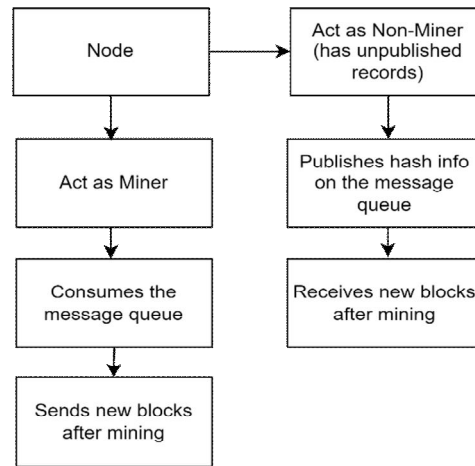 Node
Act as Non-Miner
(has unpublished
records)
Act as Miner
Publishes hash info
on the message
queue
Consumes the
message queue
Receives new blocks
after mining
Sends new blocks
after mining